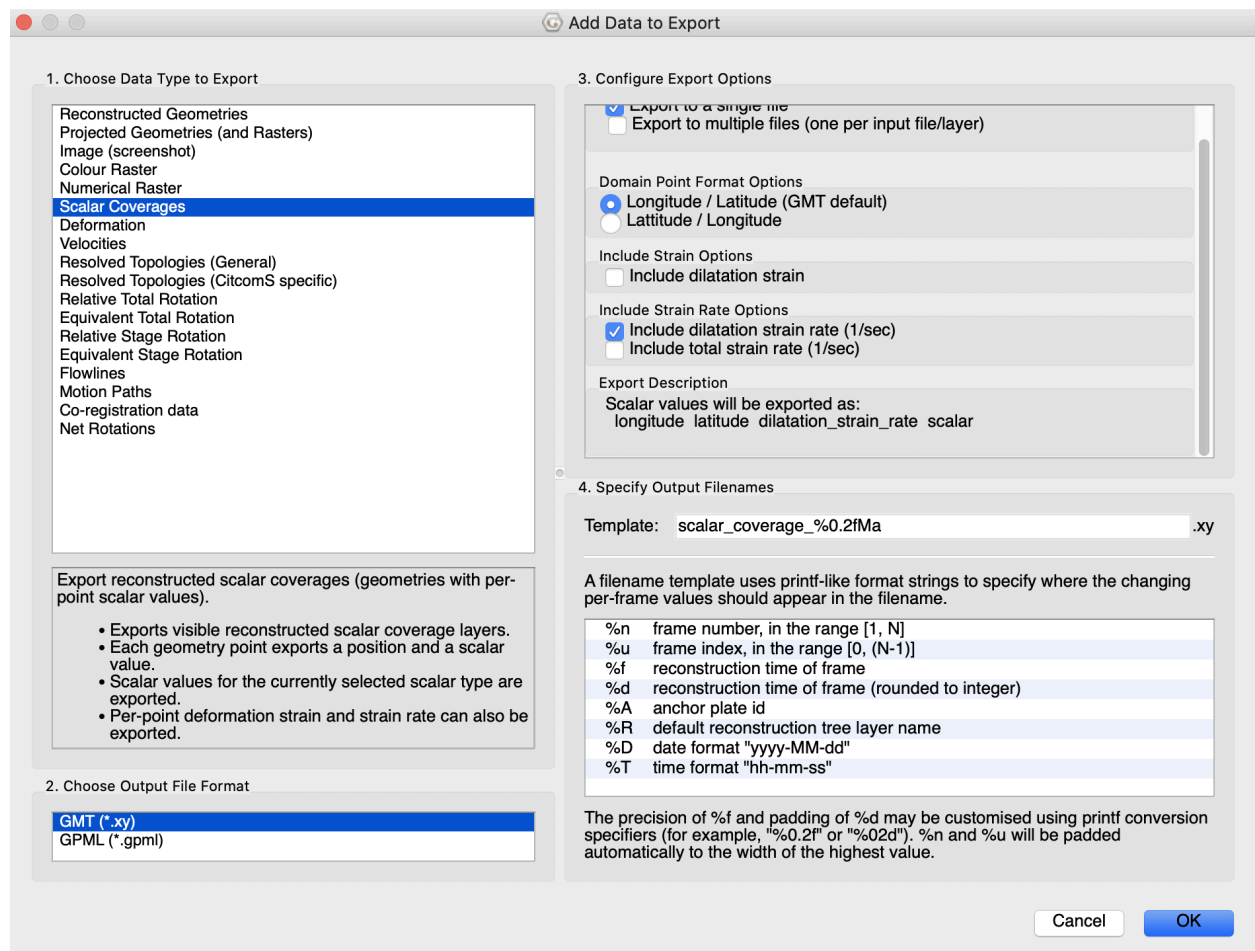 Add Data to Export
1. Choose Data Type to Export
Reconstructed Geometries
Projected Geometries (and Rasters)
Image (screenshot)
Colour Raster
Numerical Raster
Scalar Coverages
Deformation
Velocities
Resolved Topologies (General)
Resolved Topologies (CitcomS specific)
Relative Total Rotation
Equivalent Total Rotation
Relative Stage Rotation
Equivalent Stage Rotation
Flowlines
Motion Paths
Co-registration data
Net Rotations
Export reconstructed scalar coverages (geometries with per-
point scalar values).
• Exports visible reconstructed scalar coverage layers.
• Each geometry point exports a position and a scalar
value.
• Scalar values for the currently selected scalar type are
exported.
• Per-point deformation strain and strain rate can also be
exported.
2. Choose Output File Format
GMT (*.xy)
GPML (*.gpml)
3. Configure Export Options
Export to a single file
Export to multiple files (one per input file/layer)
Domain Point Format Options
Longitude / Latitude (GMT default)
Lattitude / Longitude
Include Strain Options
Include dilatation strain
Include Strain Rate Options
Include dilatation strain rate (1/sec)
Include total strain rate (1/sec)
Export Description
Scalar values will be exported as:
longitude latitude dilatation_strain_rate scalar
4. Specify Output Filenames
Template: scalar_coverage_%0.2fMa .xy
A filename template uses printf-like format strings to specify where the changing
per-frame values should appear in the filename.
%n frame number, in the range [1, N]
%u frame index, in the range [0, (N-1)]
%f reconstruction time of frame
%d reconstruction time of frame (rounded to integer)
%A anchor plate id
%R default reconstruction tree layer name
%D date format "yyyy-MM-dd"
%T time format "hh-mm-ss"
The precision of %f and padding of %d may be customised using printf conversion
specifiers (for example, "%0.2f" or "%02d"). %n and %u will be padded
automatically to the width of the highest value.
Cancel OK